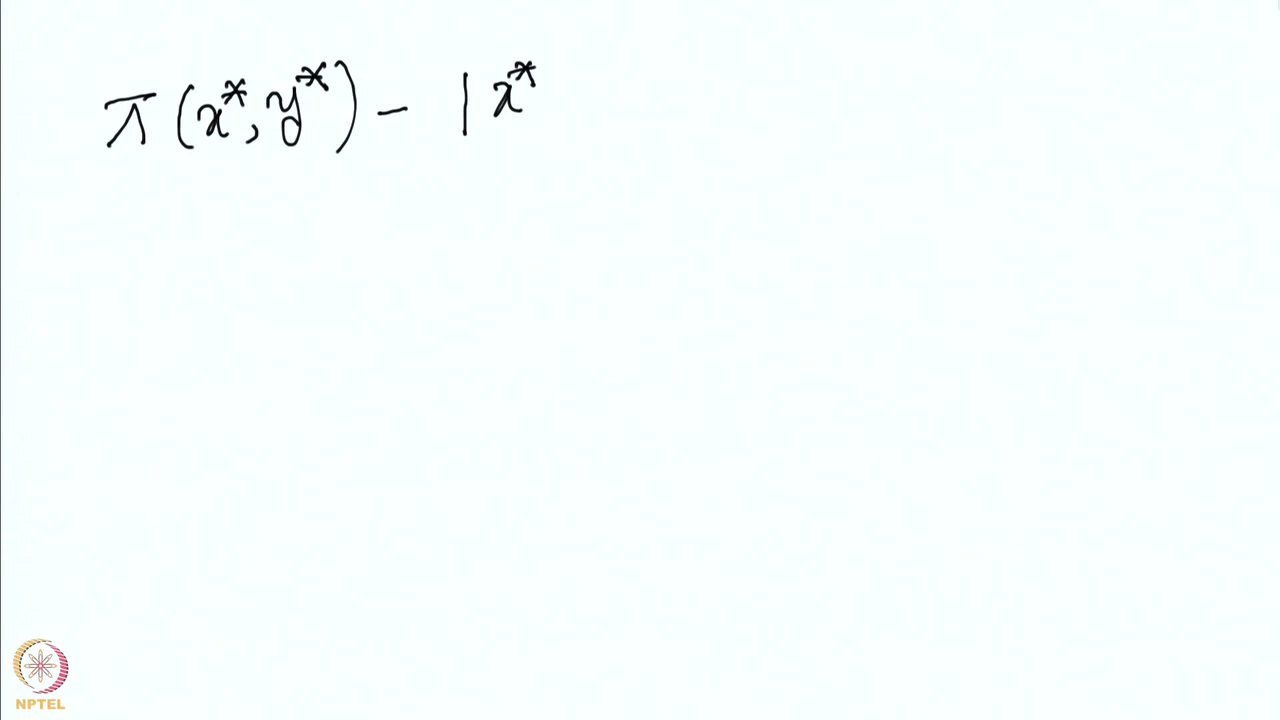 π(x*, y*) - | x*
NPTEL